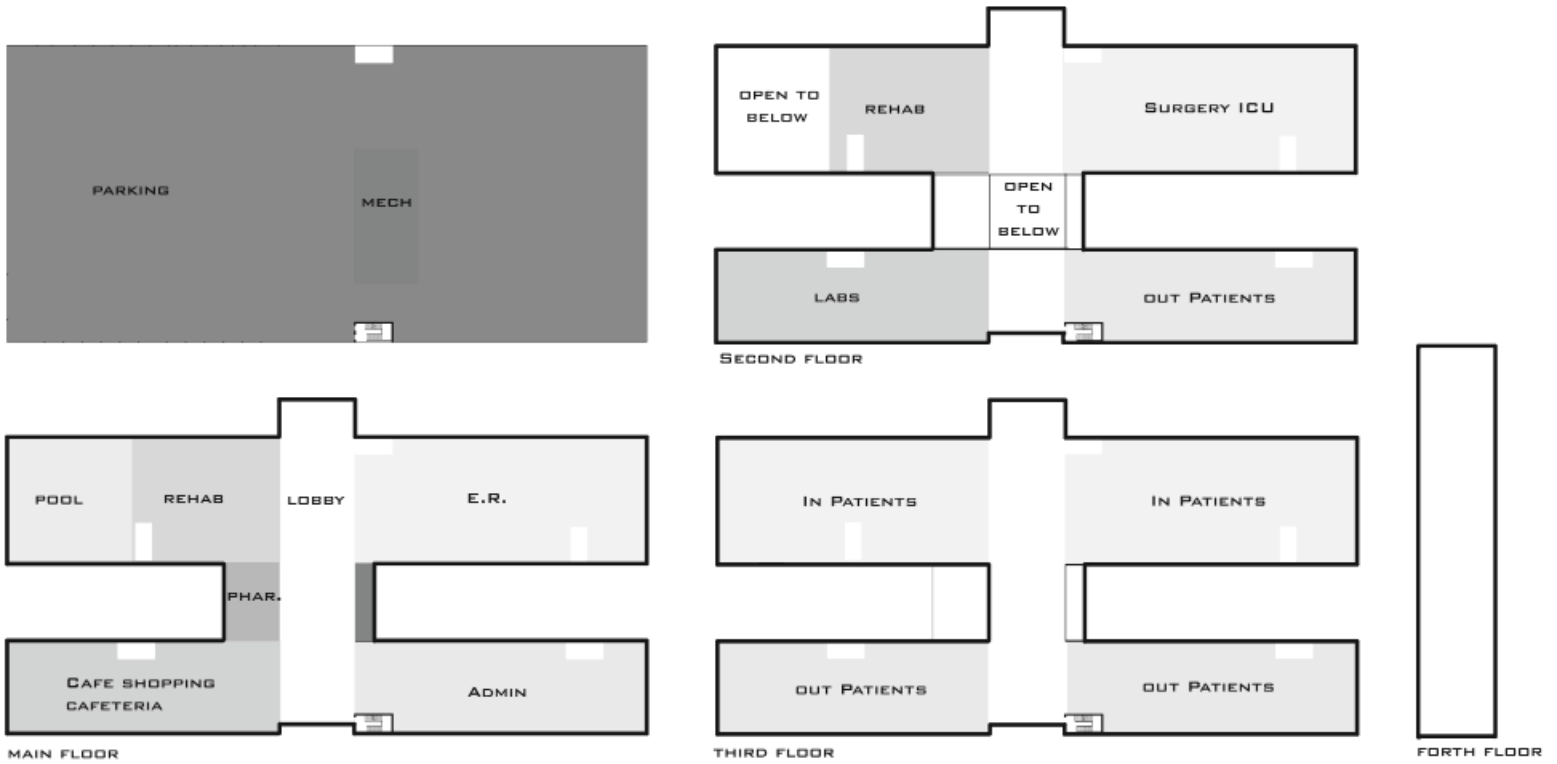 PARKING
MECH
OPEN TO
BELOW
REHAB
SURGERY ICU
OPEN
TO
BELOW
LABS
OUT PATIENTS
SECOND FLOOR
POOL
REHAB
LOBBY
E.R.
PHAR.
CAFE SHOPPING
CAFETERIA
ADMIN
MAIN FLOOR
IN PATIENTS
IN PATIENTS
OUT PATIENTS
OUT PATIENTS
THIRD FLOOR
FORTH FLOOR